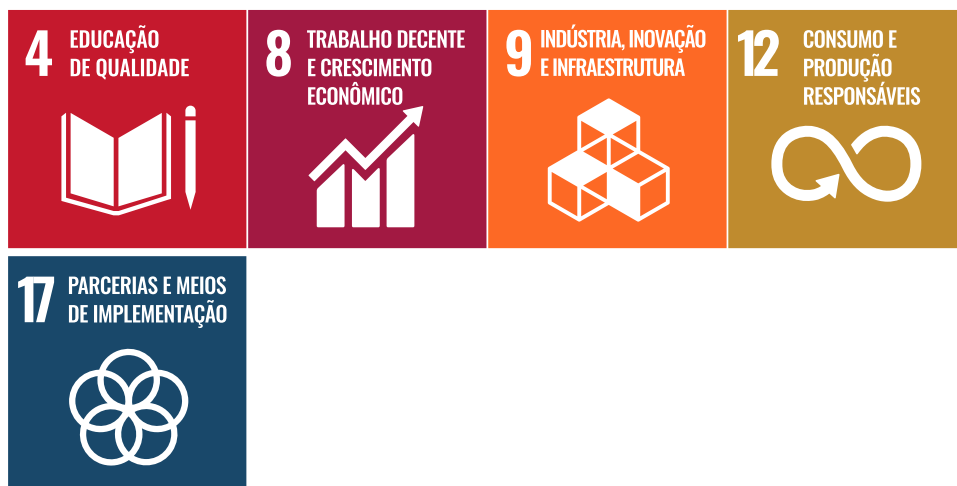 4 EDUCAÇÃO
DE QUALIDADE
8 TRABALHO DECENTE
E CRESCIMENTO
ECONÔMICO
9 INDÚSTRIA, INOVAÇÃO
E INFRAESTRUTURA
12 CONSUMO E
PRODUÇÃO
RESPONSÁVEIS
17 PARCERIAS E MEIOS
DE IMPLEMENTAÇÃO